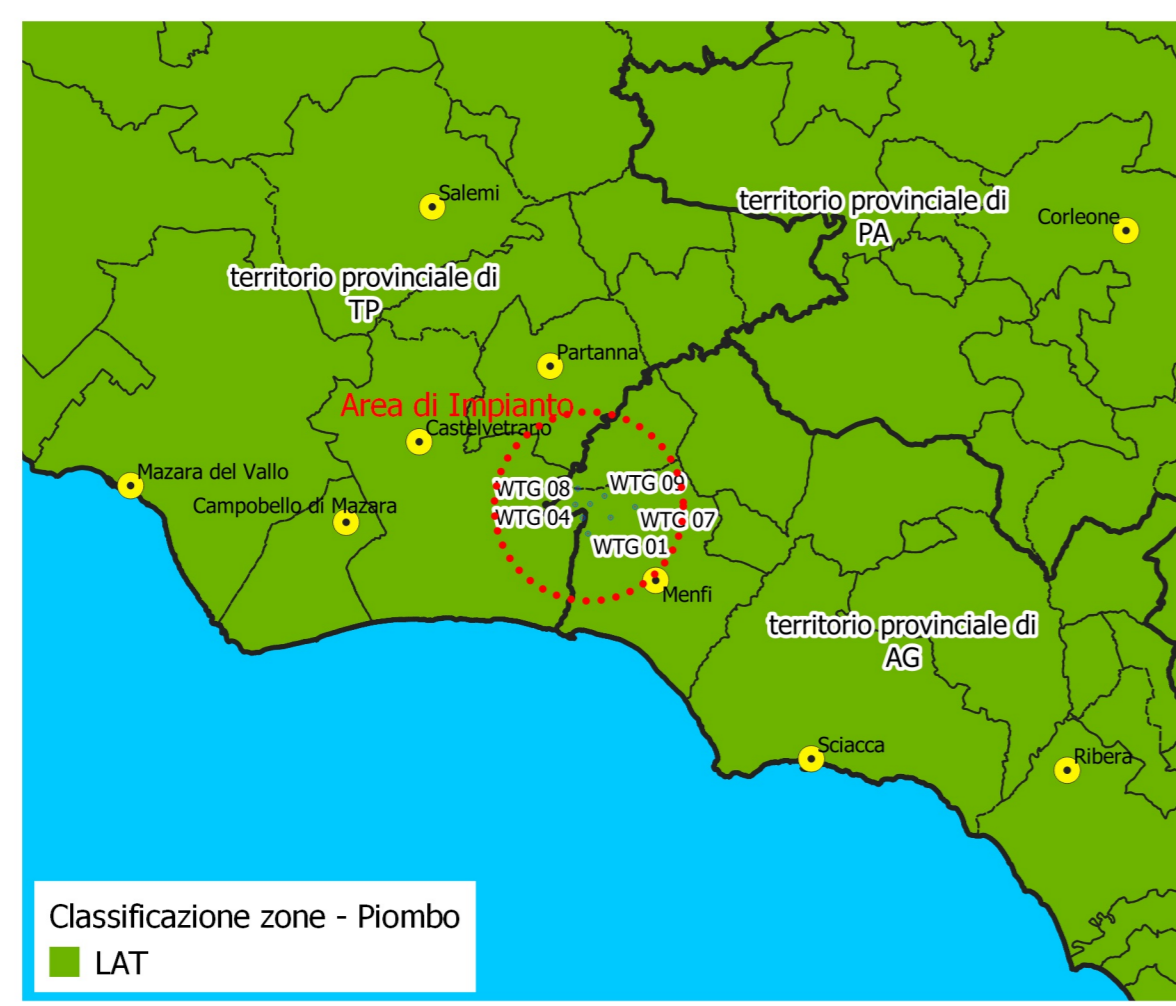 Salemi
territorio provinciale di
PA
Corleone
territorio provinciale di
TP
Partanna
Area di Impianto
Castelvetrano
Mazara del Vallo
WTG 08
WTG 09
Campobello di Mazara
WTG 04
WTG 07
WTG 01
Menfi
territorio provinciale di
AG
Sciacca
Ribera
Classificazione zone - Piombo
LAT